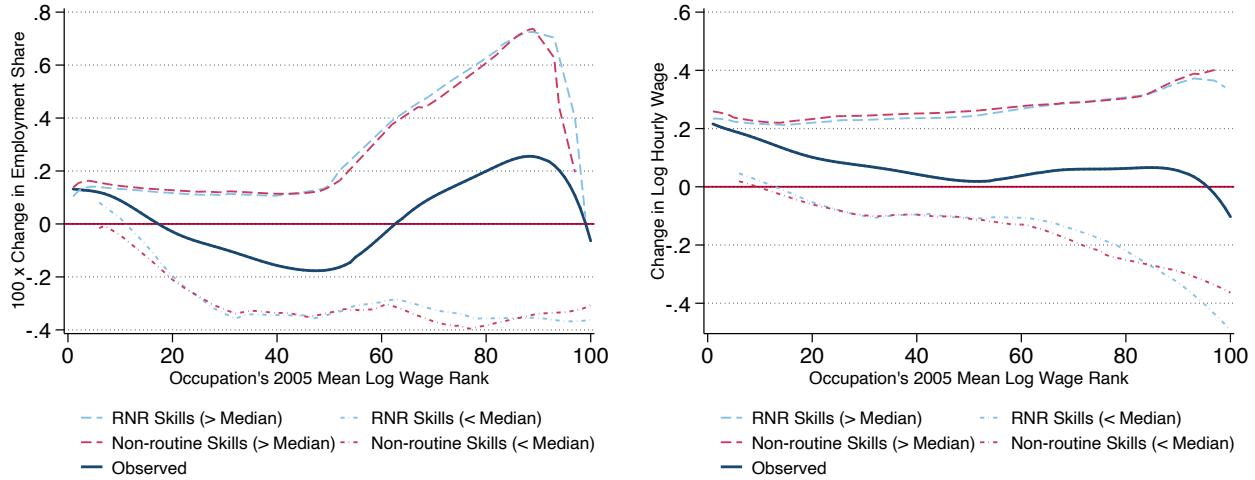 100 x Change in Employment Share
.8
.6
.4
.2
0
-.2
-.4
0 20 40 60 80 100
Occupation's 2005 Mean Log Wage Rank
RNR Skills (> Median) RNR Skills (< Median)
Non-routine Skills (> Median) Non-routine Skills (< Median)
Observed
Change in Log Hourly Wage
.6
.4
.2
0
-.2
-.4
0 20 40 60 80 100
Occupation's 2005 Mean Log Wage Rank
RNR Skills (> Median) RNR Skills (< Median)
Non-routine Skills (> Median) Non-routine Skills (< Median)
Observed